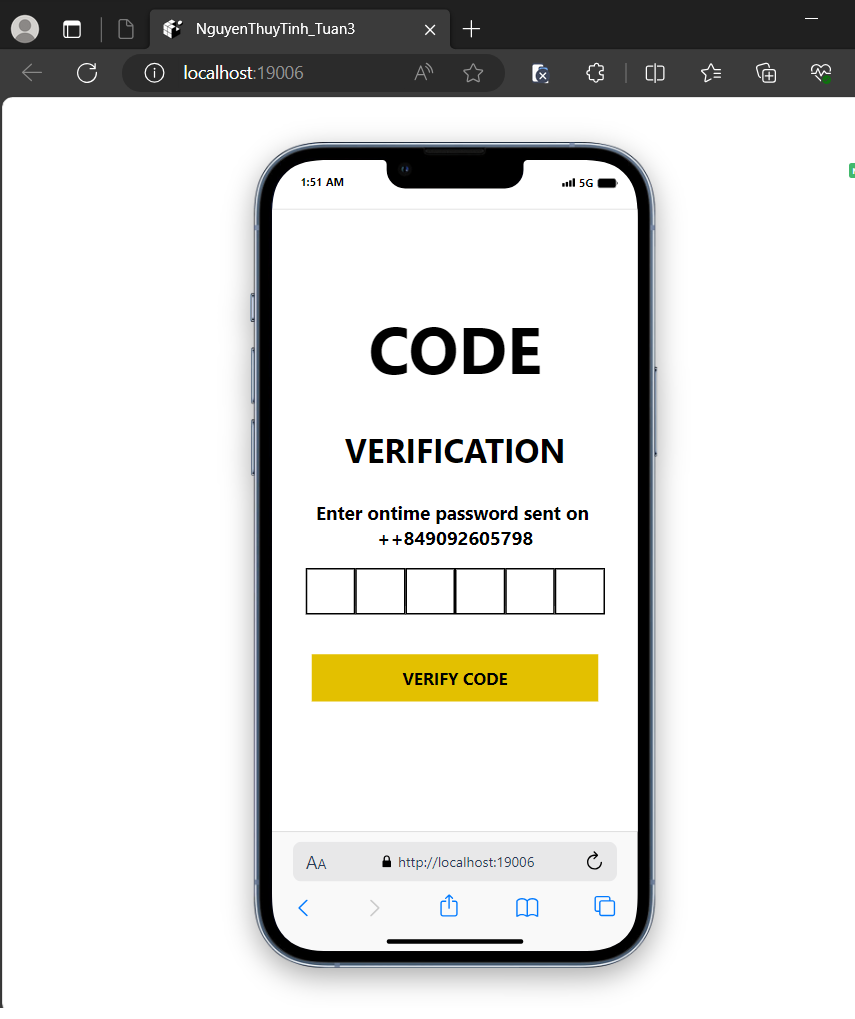 NguyenThuyTinh_Tuan3
localhost:19006
1:51 AM 5G
CODE
VERIFICATION
Enter ontime password sent on
++849092605798
VERIFY CODE
AA http://localhost:19006